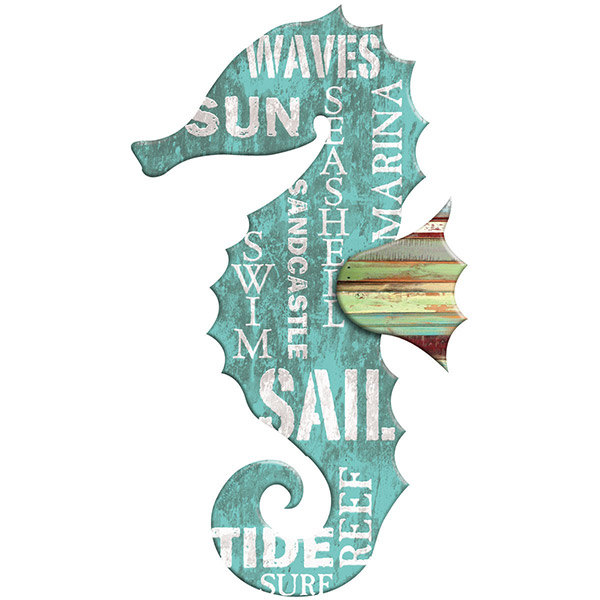 WAVES
SUN
SEASHELL
MARINA
SANDCASTLE
SWIM
SAIL
REEF
TIDE
SURF